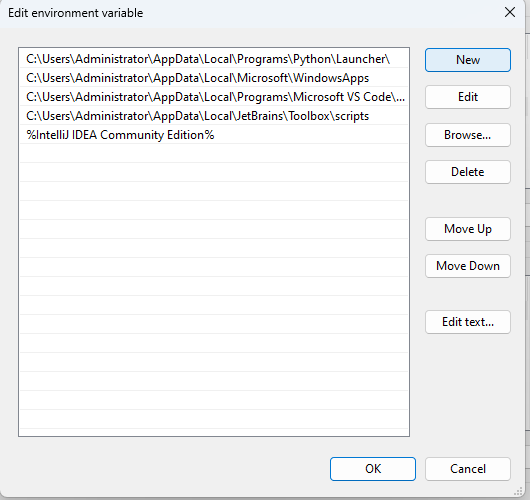 Edit environment variable
C:\Users\Administrator\AppData\Local\Programs\Python\Launcher\
C:\Users\Administrator\AppData\Local\Microsoft\WindowsApps
C:\Users\Administrator\AppData\Local\Programs\Microsoft VS Code\...
C:\Users\Administrator\AppData\Local\JetBrains\Toolbox\scripts
%IntelliJ IDEA Community Edition%
New
Edit
Browse...
Delete
Move Up
Move Down
Edit text...
OK
Cancel